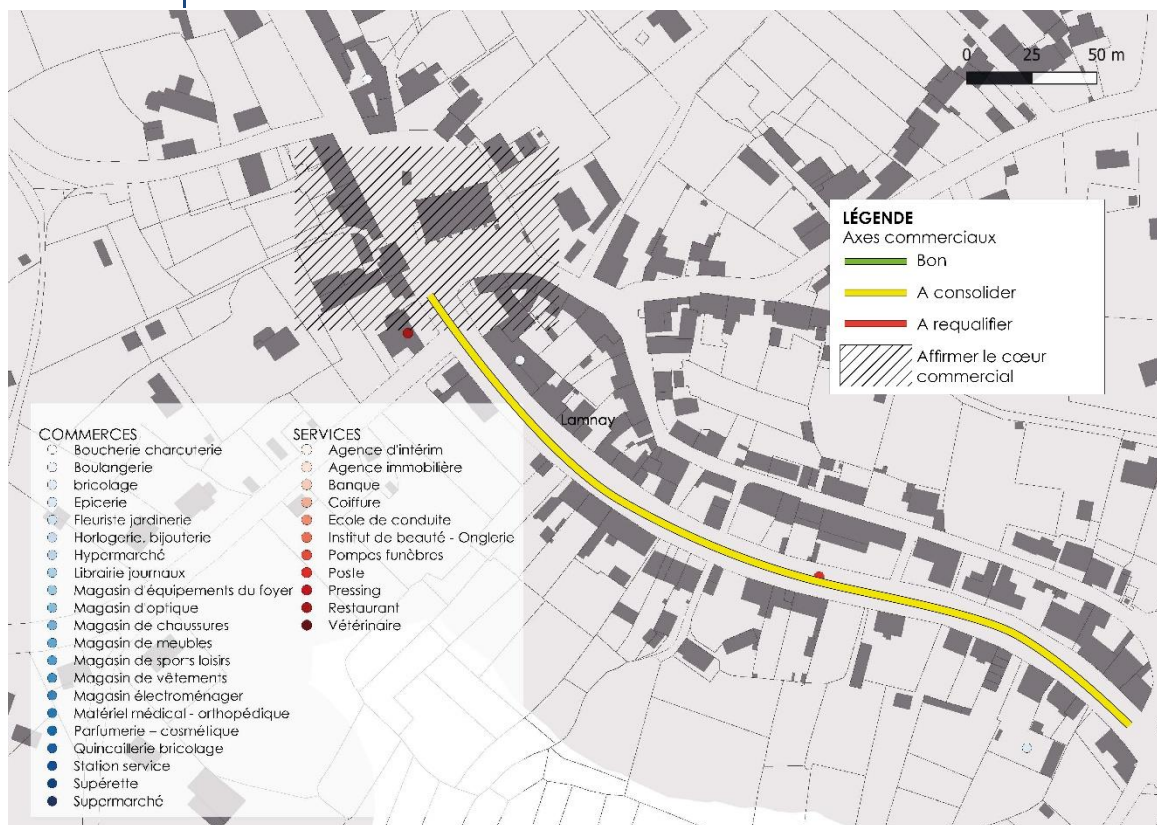 0 25 50 m
LÉGENDE
Axes commerciaux
Bon
A consolider
A requalifier
Affirmer le cœur
commercial
Lamnay
COMMERCES
Boucherie charcuterie
Boulangerie
bricolage
Epicerie
Fleuriste jardinerie
Horlogerie, bijouterie
Hypermarché
Librairie journaux
Magasin d'équipements du foyer
Magasin d'optique
Magasin de chaussures
Magasin de meubles
Magasin de sports loisirs
Magasin de vêtements
Magasin électroménager
Matériel médical - orthopédique
Parfumerie – cosmétique
Quincaillerie bricolage
Station service
Supérette
Supermarché
SERVICES
Agence d'intérim
Agence immobilière
Banque
Coiffure
Ecole de conduite
Institut de beauté - Onglerie
Pompes funèbres
Poste
Pressing
Restaurant
Vétérinaire